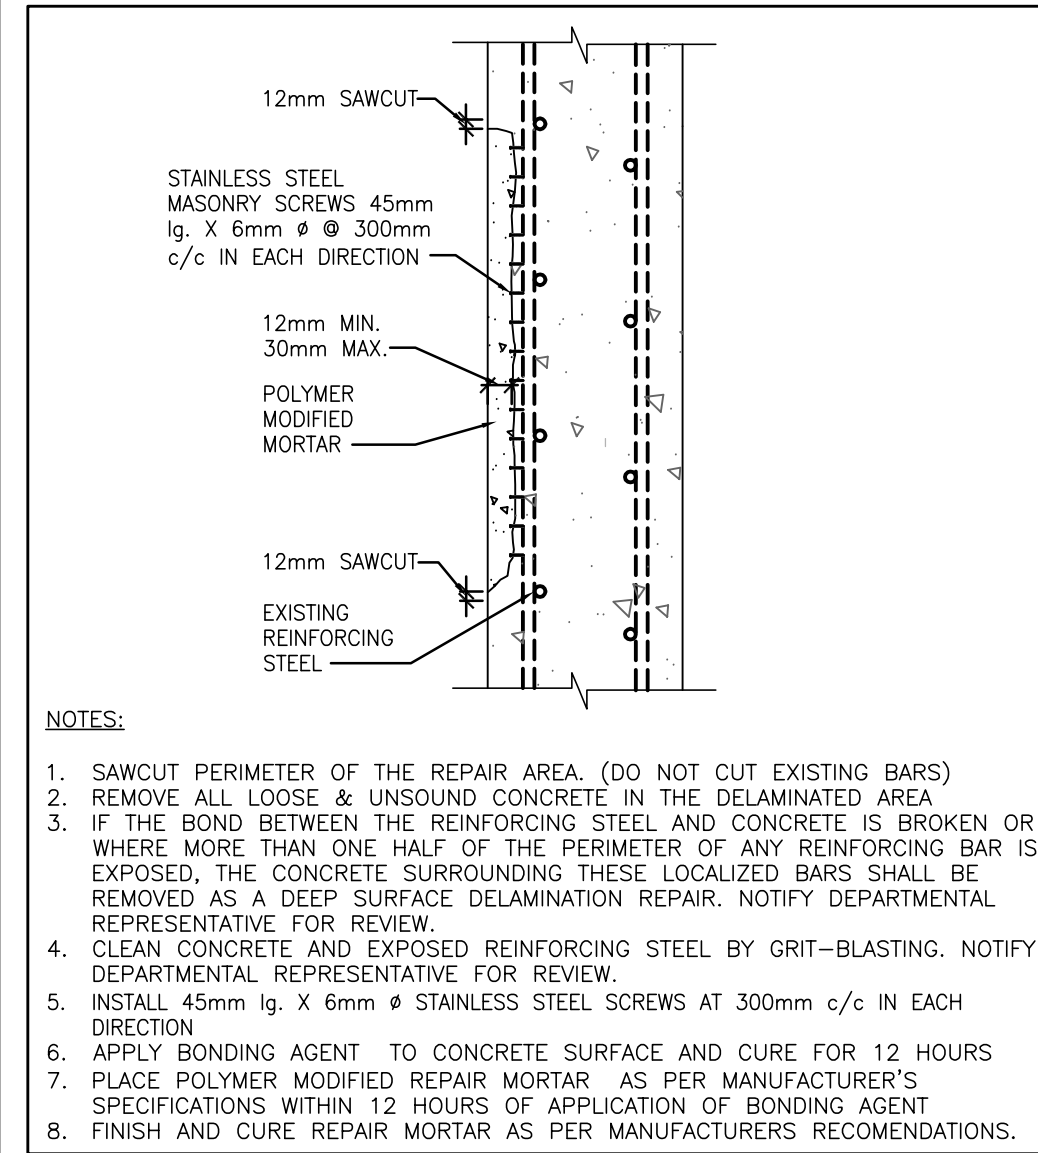 12mm SAWCUT
STAINLESS STEEL
MASONRY SCREWS 45mm
lg. X 6mm ø @ 300mm
c/c IN EACH DIRECTION
12mm MIN.
30mm MAX.
POLYMER
MODIFIED
MORTAR
12mm SAWCUT
EXISTING
REINFORCING
STEEL
NOTES:
1. SAWCUT PERIMETER OF THE REPAIR AREA. (DO NOT CUT EXISTING BARS)
2. REMOVE ALL LOOSE & UNSOUND CONCRETE IN THE DELAMINATED AREA
3. IF THE BOND BETWEEN THE REINFORCING STEEL AND CONCRETE IS BROKEN OR
WHERE MORE THAN ONE HALF OF THE PERIMETER OF ANY REINFORCING BAR IS
EXPOSED, THE CONCRETE SURROUNDING THESE LOCALIZED BARS SHALL BE
REMOVED AS A DEEP SURFACE DELAMINATION REPAIR. NOTIFY DEPARTMENTAL
REPRESENTATIVE FOR REVIEW.
4. CLEAN CONCRETE AND EXPOSED REINFORCING STEEL BY GRIT-BLASTING. NOTIFY
DEPARTMENTAL REPRESENTATIVE FOR REVIEW.
5. INSTALL 45mm lg. X 6mm ø STAINLESS STEEL SCREWS AT 300mm c/c IN EACH
DIRECTION
6. APPLY BONDING AGENT TO CONCRETE SURFACE AND CURE FOR 12 HOURS
7. PLACE POLYMER MODIFIED REPAIR MORTAR AS PER MANUFACTURER'S
SPECIFICATIONS WITHIN 12 HOURS OF APPLICATION OF BONDING AGENT
8. FINISH AND CURE REPAIR MORTAR AS PER MANUFACTURERS RECOMENDATIONS.